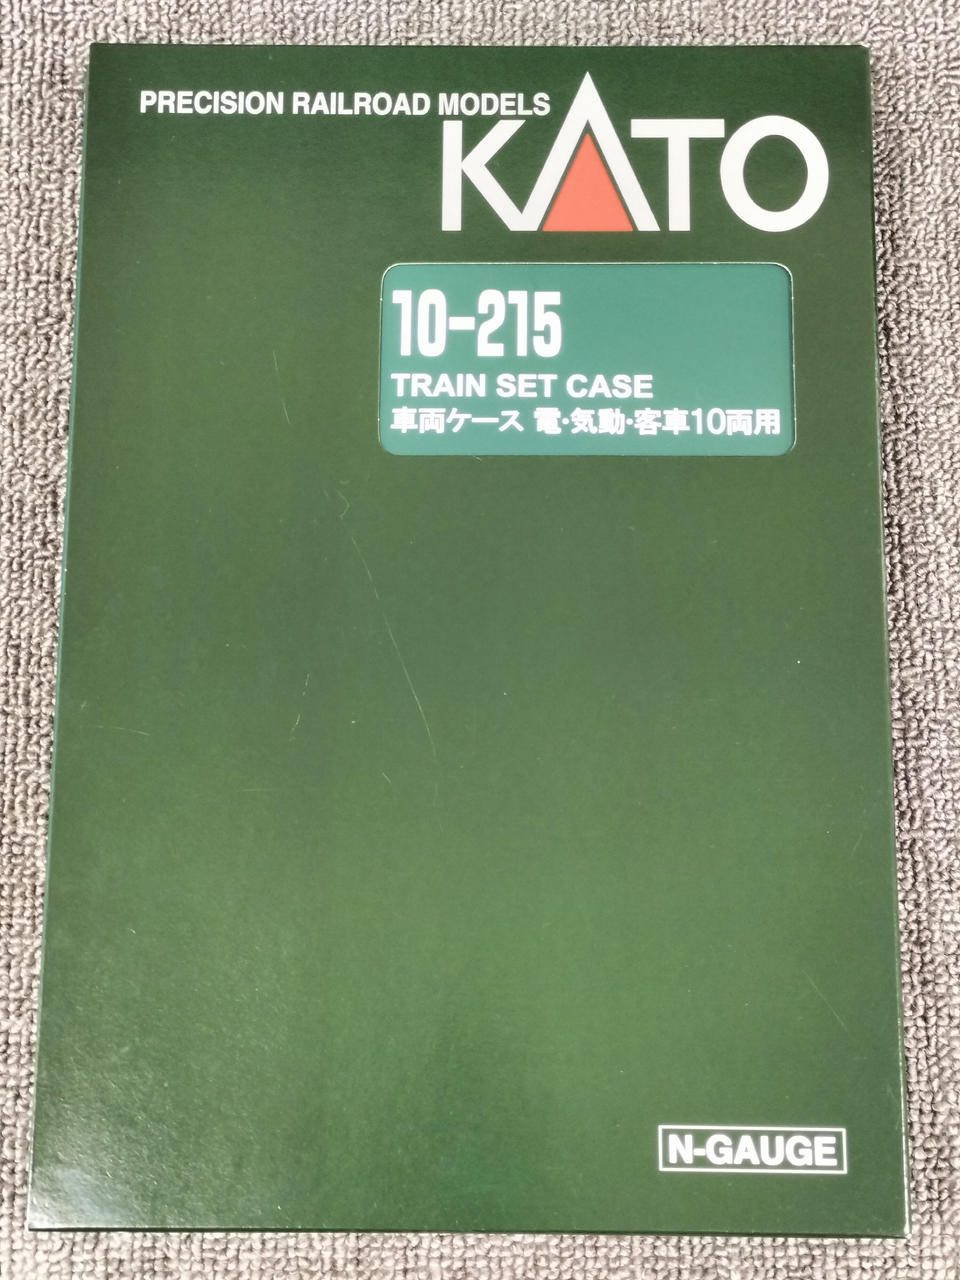 PRECISION RAILROAD MODELS
KATO
10-215
TRAIN SET CASE
車両ケース 電・気動・客車10両用
N-GAUGE